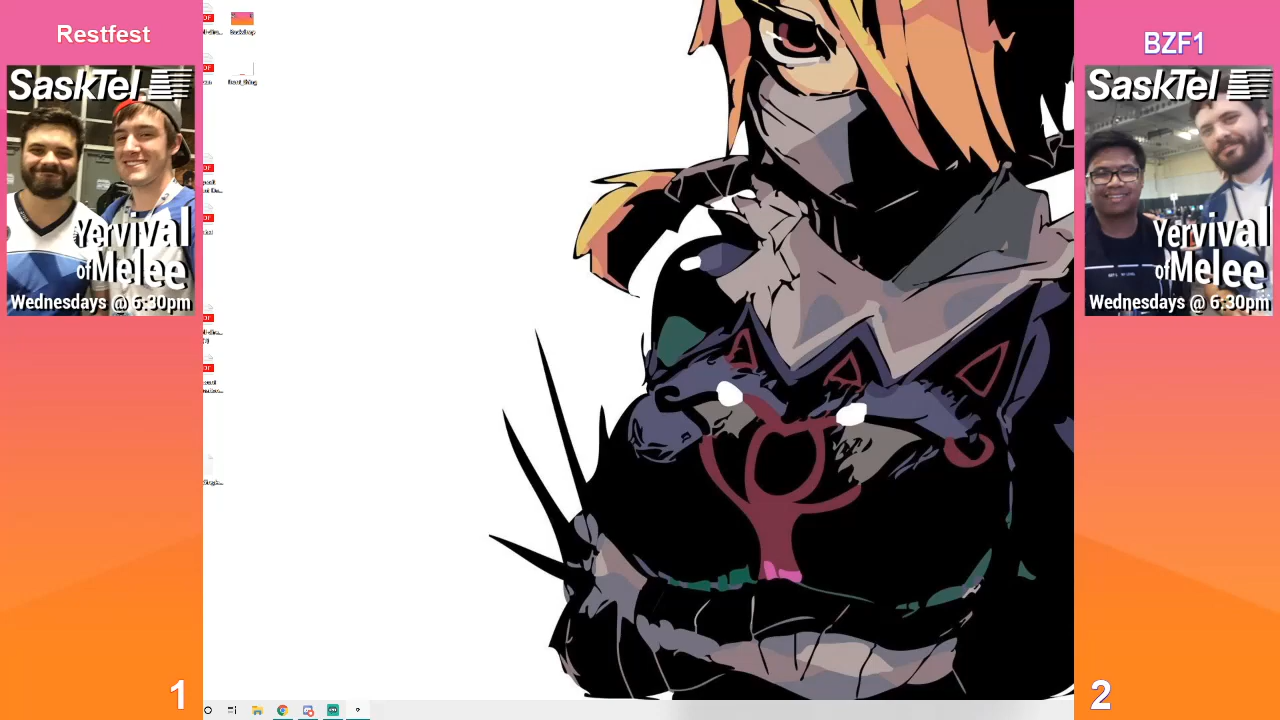 Restfest
SaskTel
Yervival
of Melee
Wednesdays @ 6:30pm
1
BZF1
SaskTel
Yervival
of Melee
Wednesdays @ 6:30pm
2